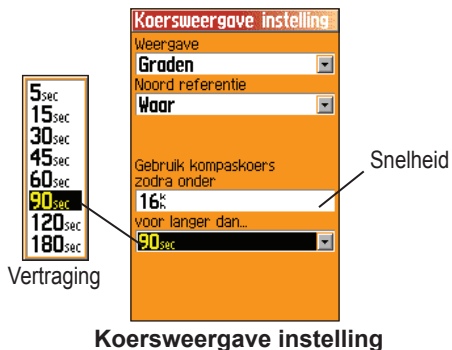 Koersweergave instelling
Weergave
Graden
Noord referentie
Waar
Gebruik kompaskoers
zodra onder
16 k/h
voor langer dan...
90sec
5sec
15sec
30sec
45sec
60sec
90sec
120sec
180sec
Vertraging
Snelheid
Koersweergave instelling